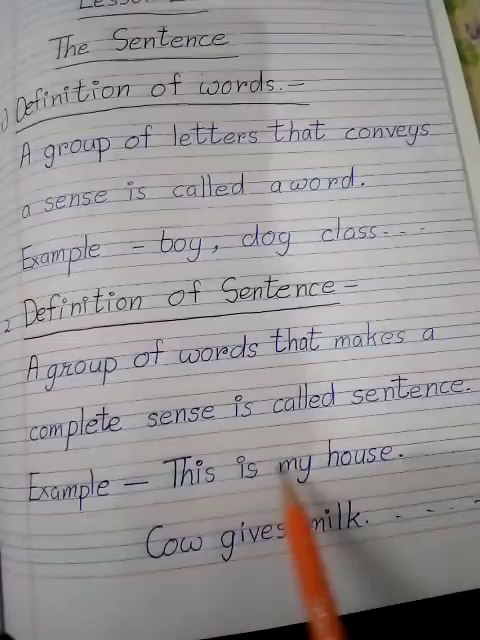 Lesson
The Sentence
1) Definition of words.-
A group of letters that conveys
a sense is called a word.
Example - boy, dog class....
2 Definition of Sentence -
A group of words that makes a
complete sense is called sentence.
Example - This is my house.
Cow gives milk. - - - -